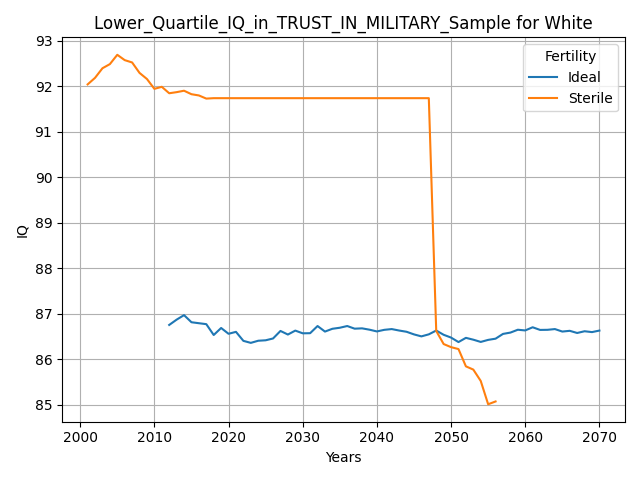 Lower_Quartile_IQ_in_TRUST_IN_MILITARY_Sample for White
Fertility
Ideal
Sterile
93
92
91
90
89
88
87
86
85
IQ
2000 2010 2020 2030 2040 2050 2060 2070
Years